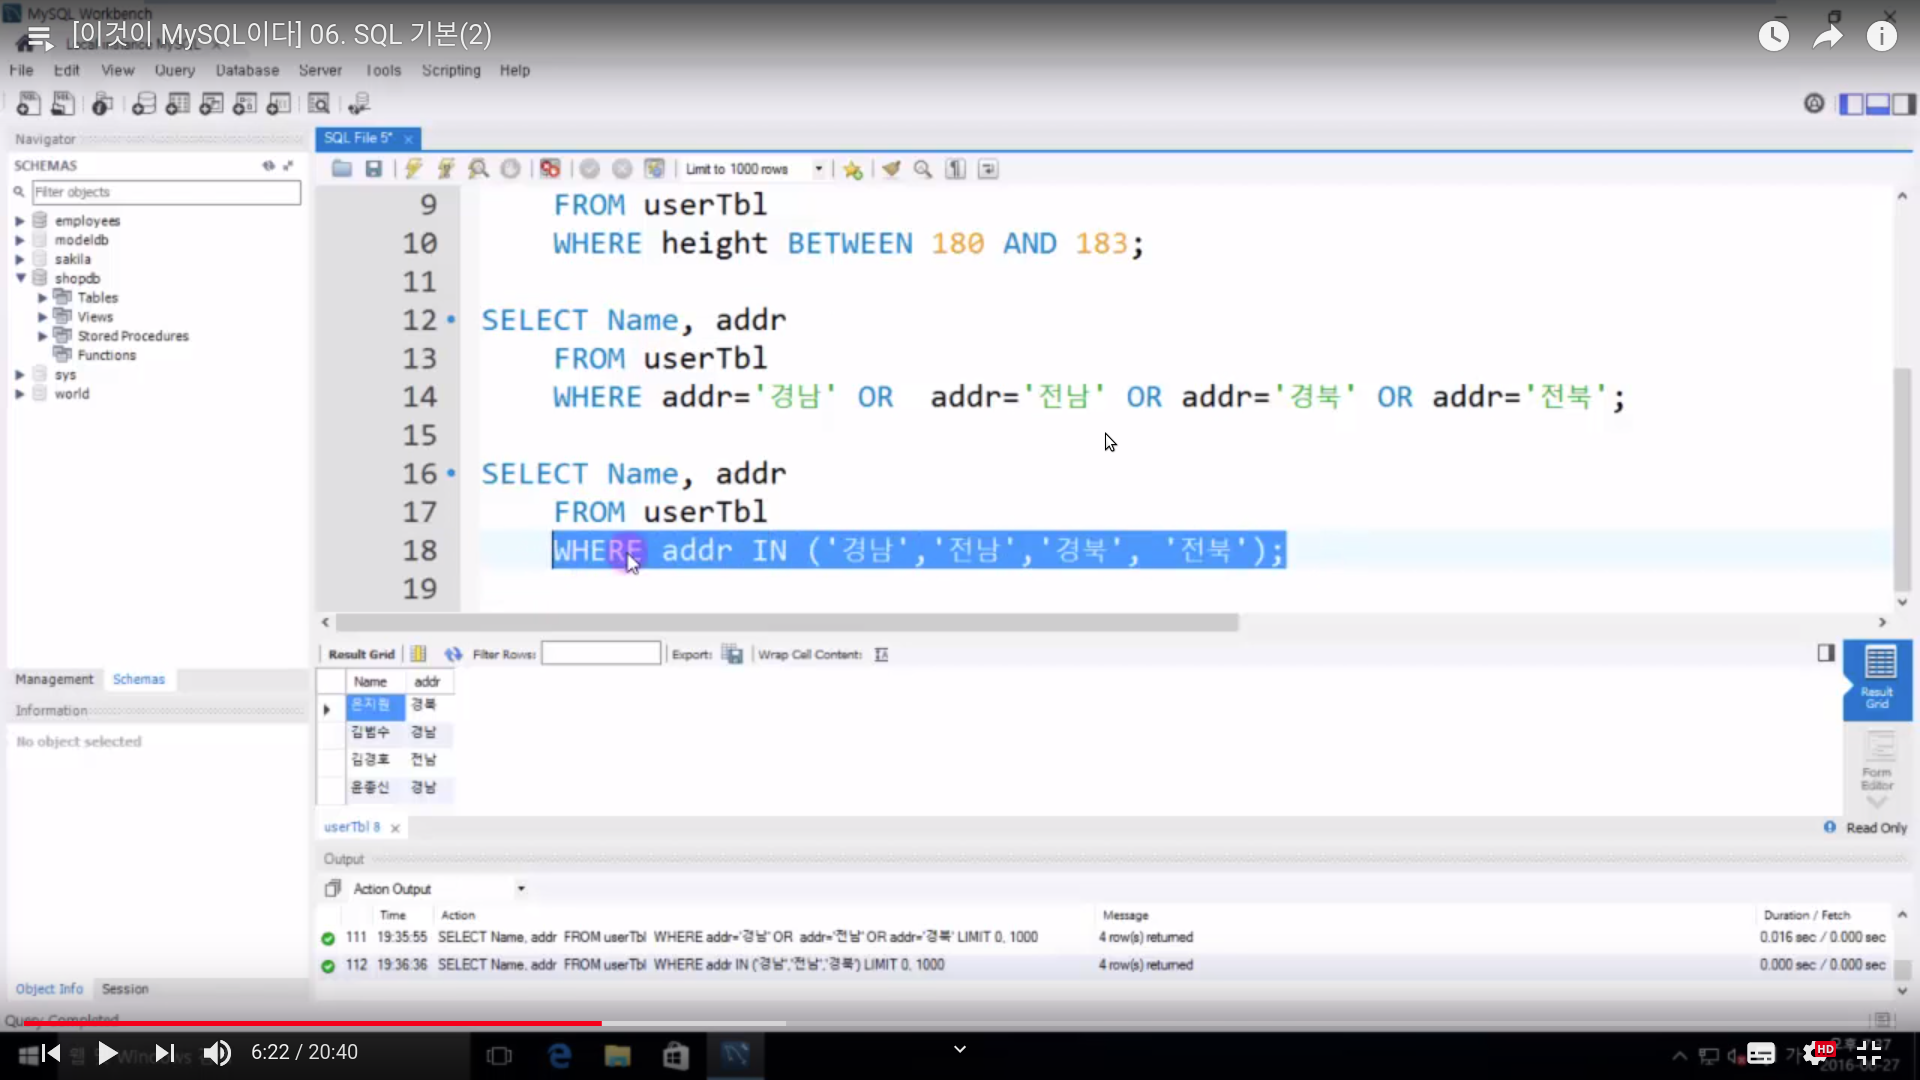 MySQL Workbench
[이것이 MySQL이다] 06. SQL 기본(2)
File Edit View Query Database Server Tools Scripting Help
Navigator
SQL File 5*
SCHEMAS
Limit to 1000 rows
Filter objects
employees
modeldb
sakila
shopdb
Tables
Views
Stored Procedures
Functions
sys
world
9 FROM userTbl
10 WHERE height BETWEEN 180 AND 183;
11
12 SELECT Name, addr
13 FROM userTbl
14 WHERE addr='경남' OR  addr='전남' OR addr='경북' OR addr='전북';
15
16 SELECT Name, addr
17 FROM userTbl
18 WHERE addr IN ('경남','전남','경북', '전북');
19
Result Grid Filter Rows: Export: Wrap Cell Content:
Name addr
은지원 경북
김범수 경남
김경호 전남
윤종신 경남
Result
Grid
Form
Editor
Management Schemas
Information
No object selected
userTbl 8
Read Only
Output
Action Output
Time Action Message Duration / Fetch
111 19:35:55 SELECT Name, addr FROM userTbl WHERE addr='경남' OR addr='전남' OR addr='경북' LIMIT 0, 1000 4 row(s) returned 0.016 sec / 0.000 sec
112 19:36:36 SELECT Name, addr FROM userTbl WHERE addr IN ('경남','전남','경북') LIMIT 0, 1000 4 row(s) returned 0.000 sec / 0.000 sec
Object Info Session
Query Completed
6:22 / 20:40
HD